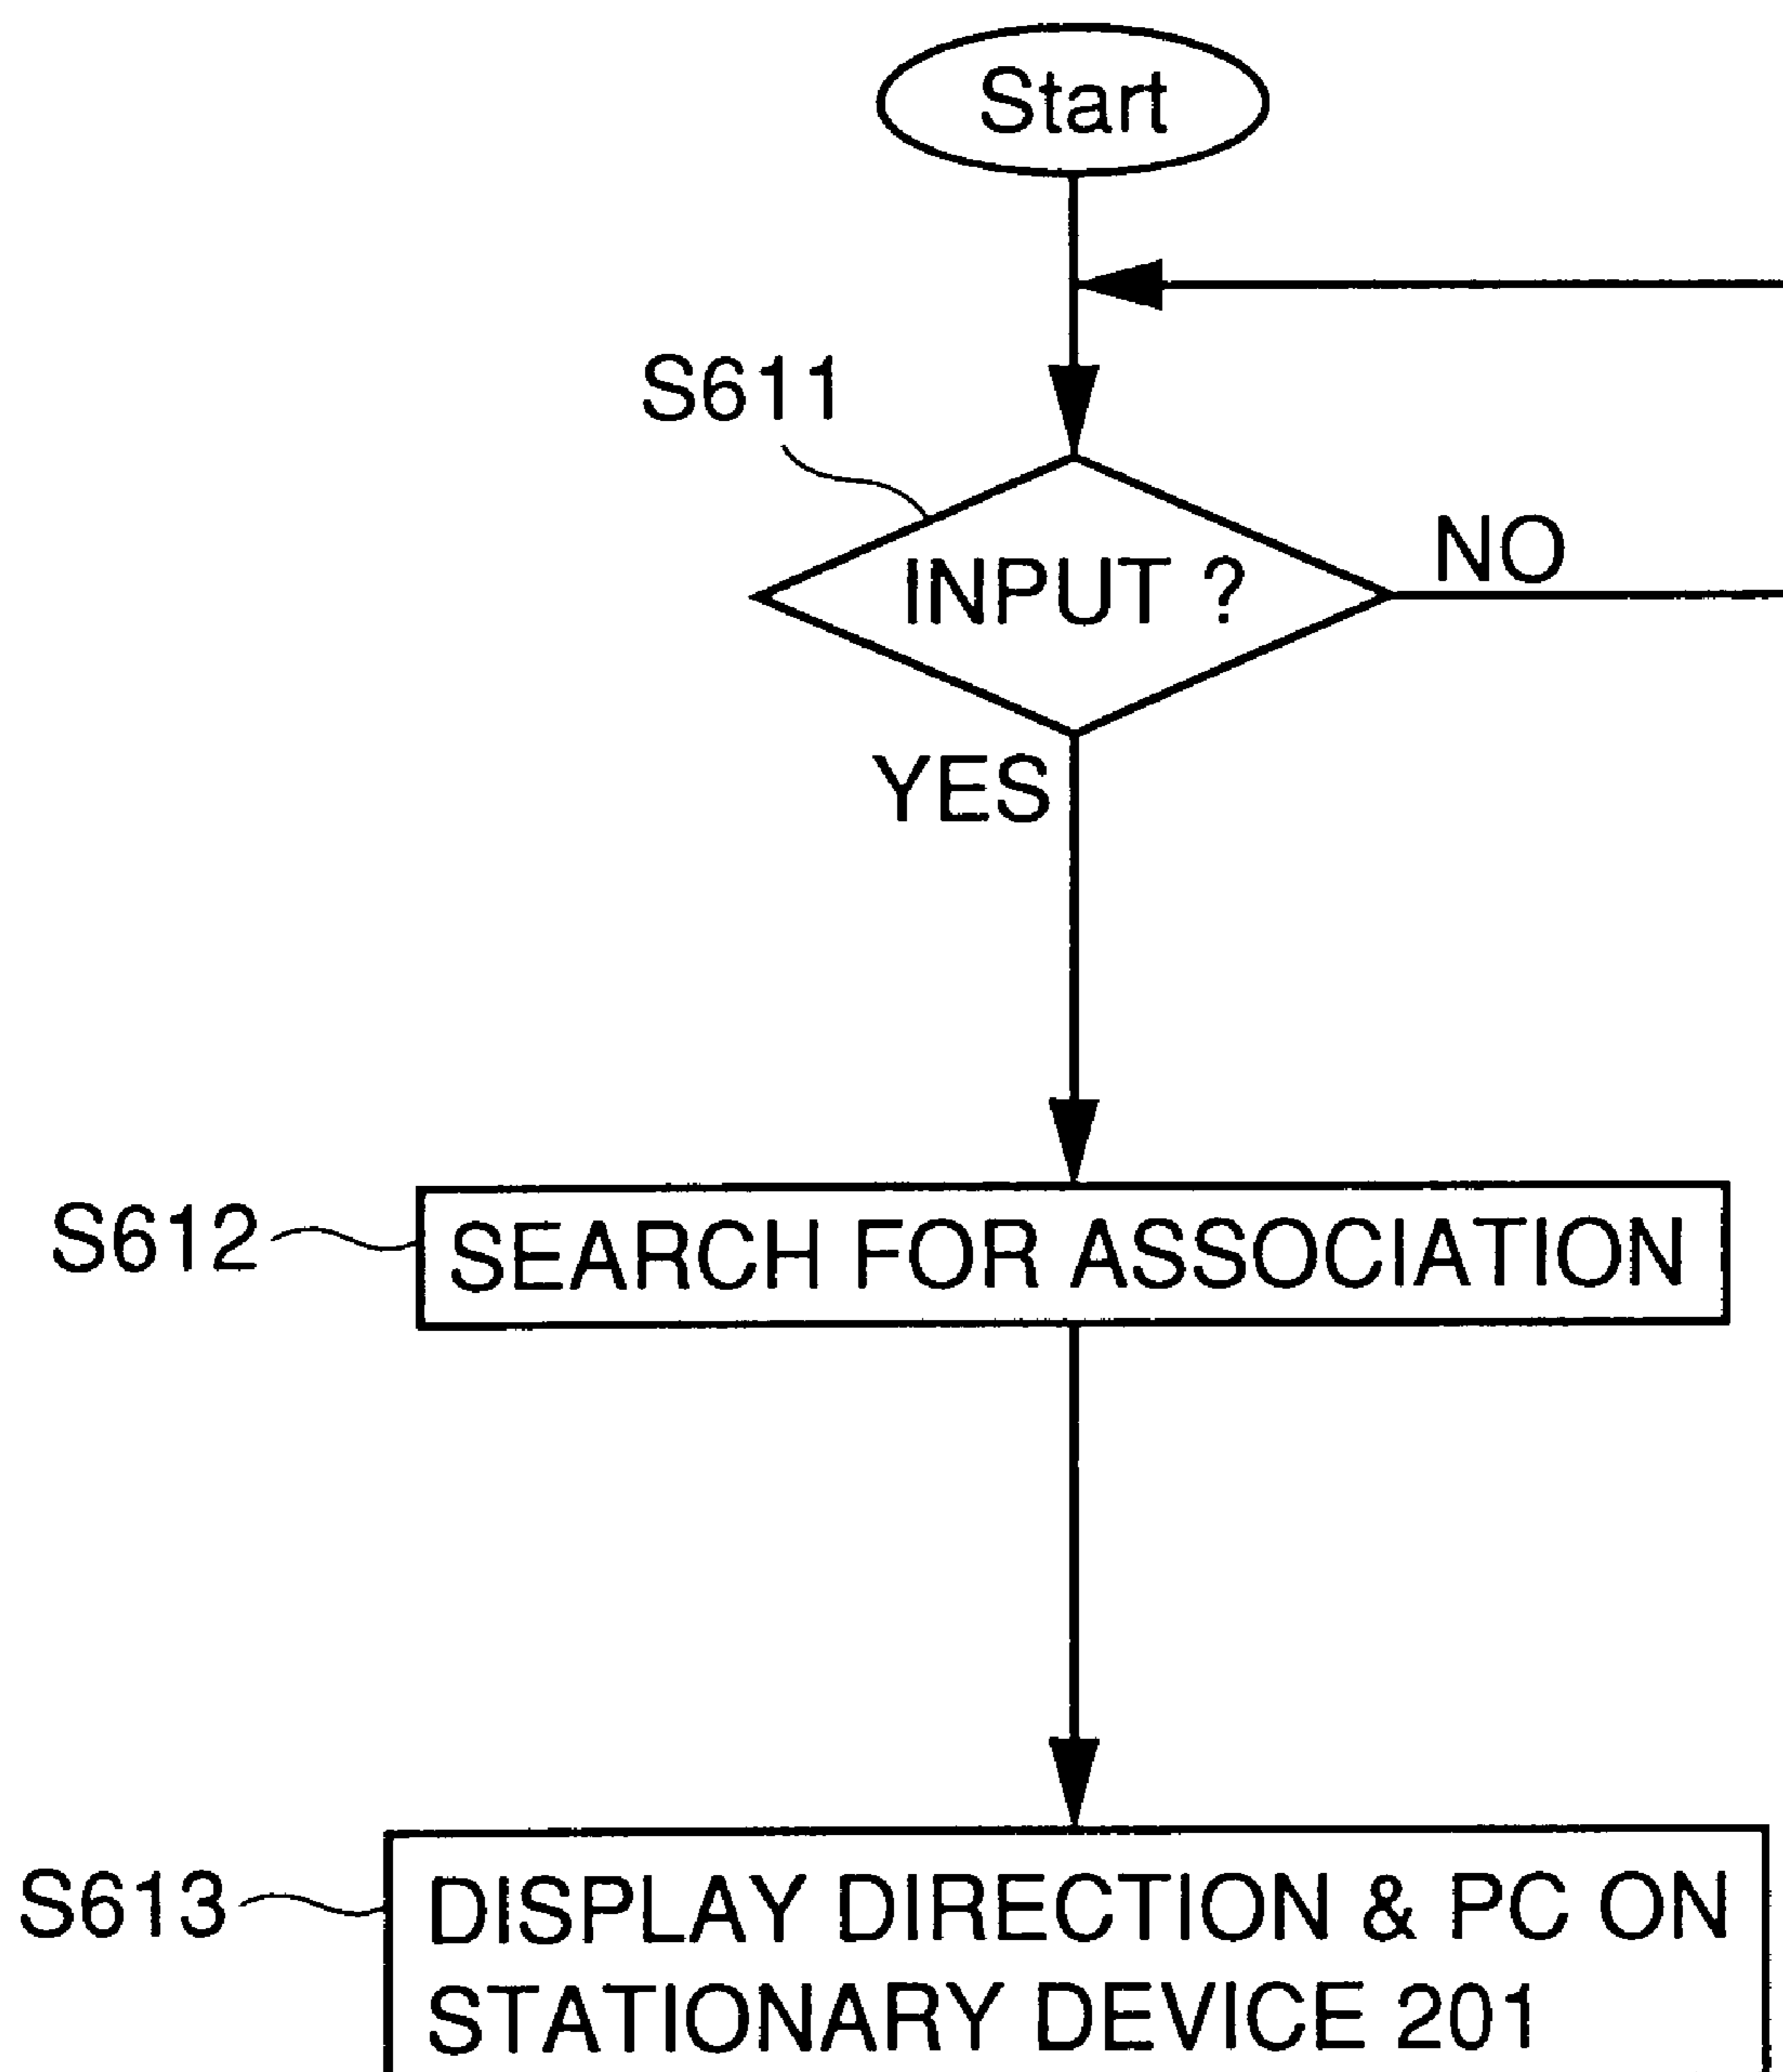 Start
S611
INPUT ?
NO
YES
S612
SEARCH FOR ASSOCIATION
S613
DISPLAY DIRECTION & PC ON
STATIONARY DEVICE 201